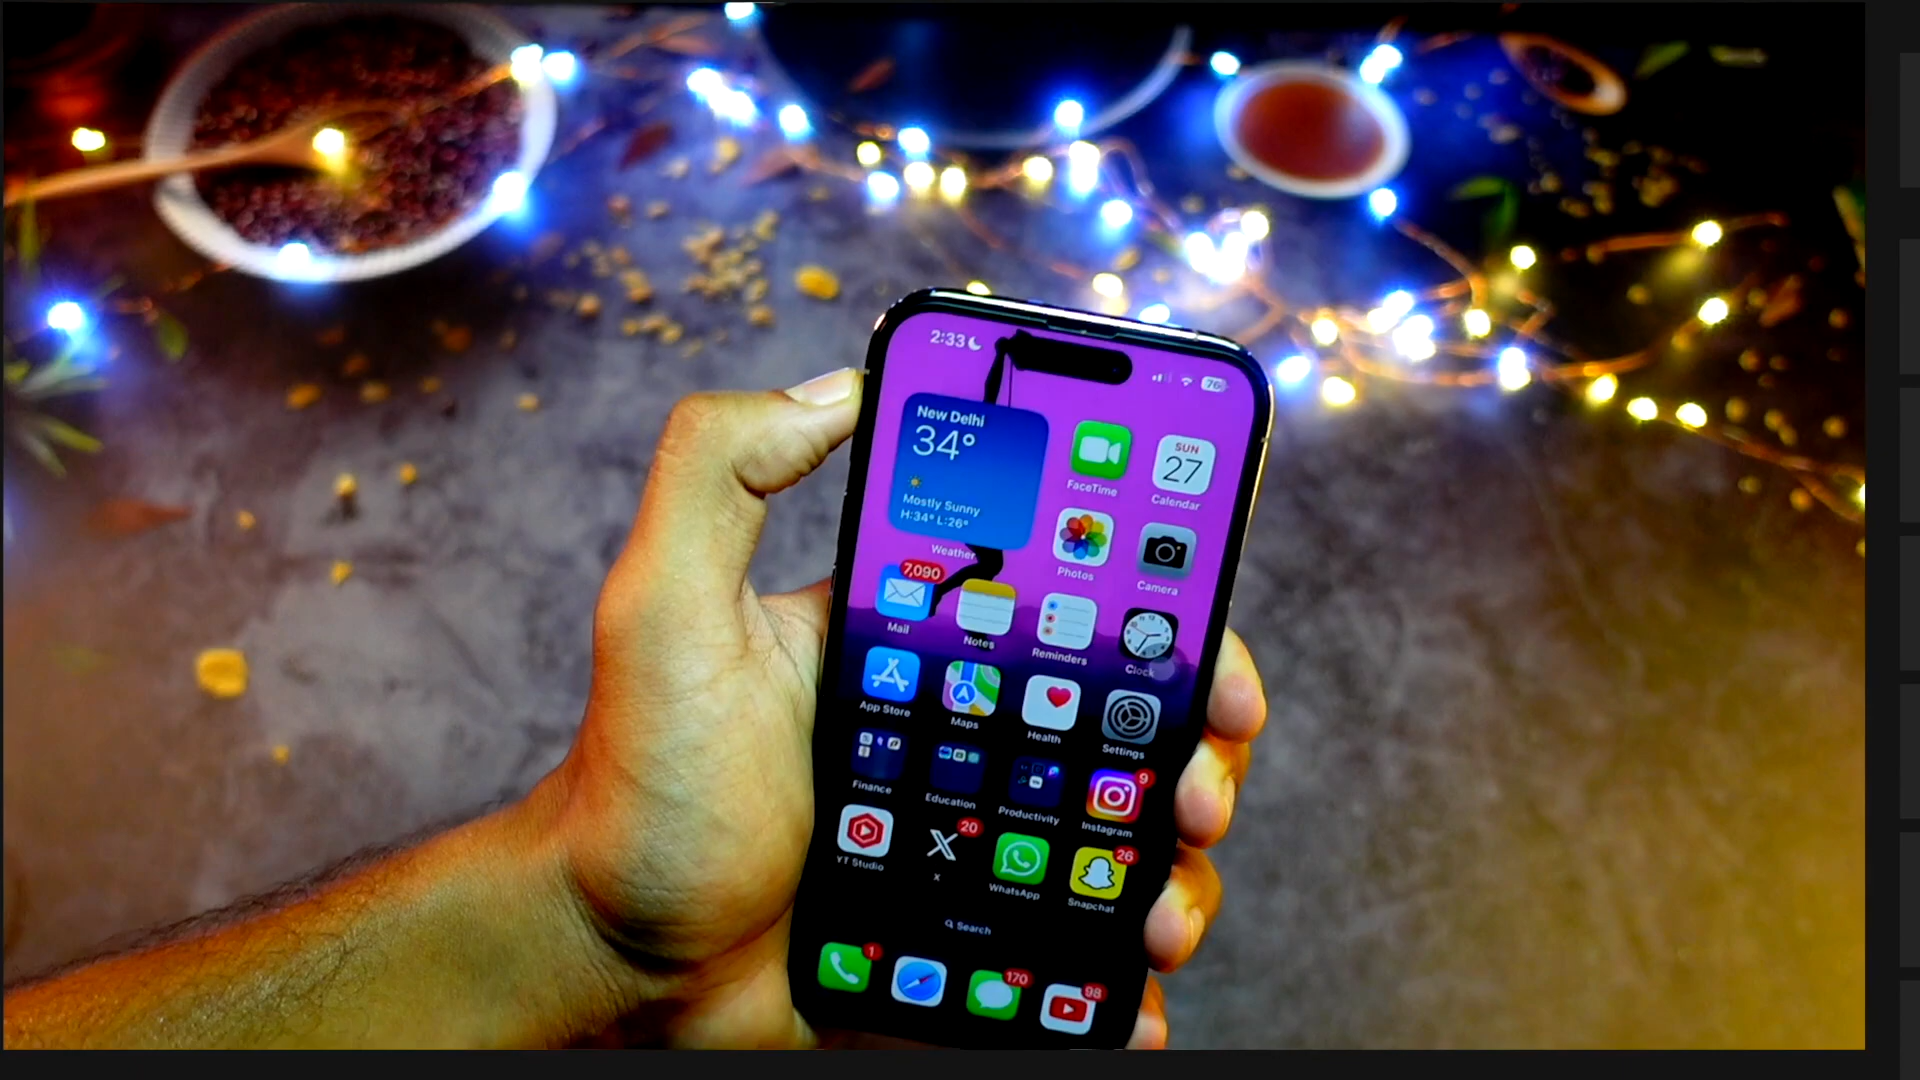 2:33
76
New Delhi
34°
Mostly Sunny
H:34° L:26°
Weather
FaceTime
SUN
27
Calendar
Photos
Camera
7,090
Mail
Notes
Reminders
Clock
App Store
Maps
Health
Settings
Finance
Education
Productivity
9
Instagram
YT Studio
20
X
WhatsApp
26
Snapchat
Search
1
170
98